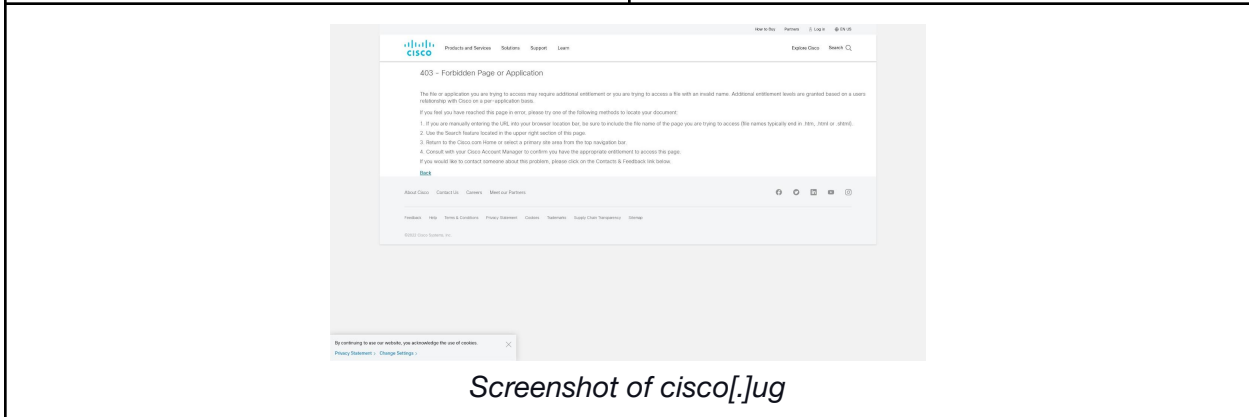 How to Buy Partners Log in EN US
CISCO Products and Services Solutions Support Learn Explore Cisco Search
403 – Forbidden Page or Application
The file or application you are trying to access may require additional entitlement or you are trying to access a file with an invalid name. Additional entitlement levels are granted based on a users
relationship with Cisco on a per-application basis.
If you feel you have reached this page in error, please try one of the following methods to locate your document:
1. If you are manually entering the URL into your browser location bar, be sure to include the file name of the page you are trying to access (file names typically end in .htm, .html or .shtml).
2. Use the Search feature located in the upper right section of this page.
3. Return to the Cisco.com Home or select a primary site area from the top navigation bar.
4. Consult with your Cisco Account Manager to confirm you have the appropriate entitlement to access this page.
If you would like to contact someone about this problem, please click on the Contacts & Feedback link below.
Back
About Cisco Contact Us Careers Meet our Partners
Feedback Help Terms & Conditions Privacy Statement Cookies Trademarks Supply Chain Transparency Sitemap
Cisco Systems, Inc.
By continuing to use our website, you acknowledge the use of cookies.
Privacy Statement > Change Settings >
Screenshot of cisco[.]ug